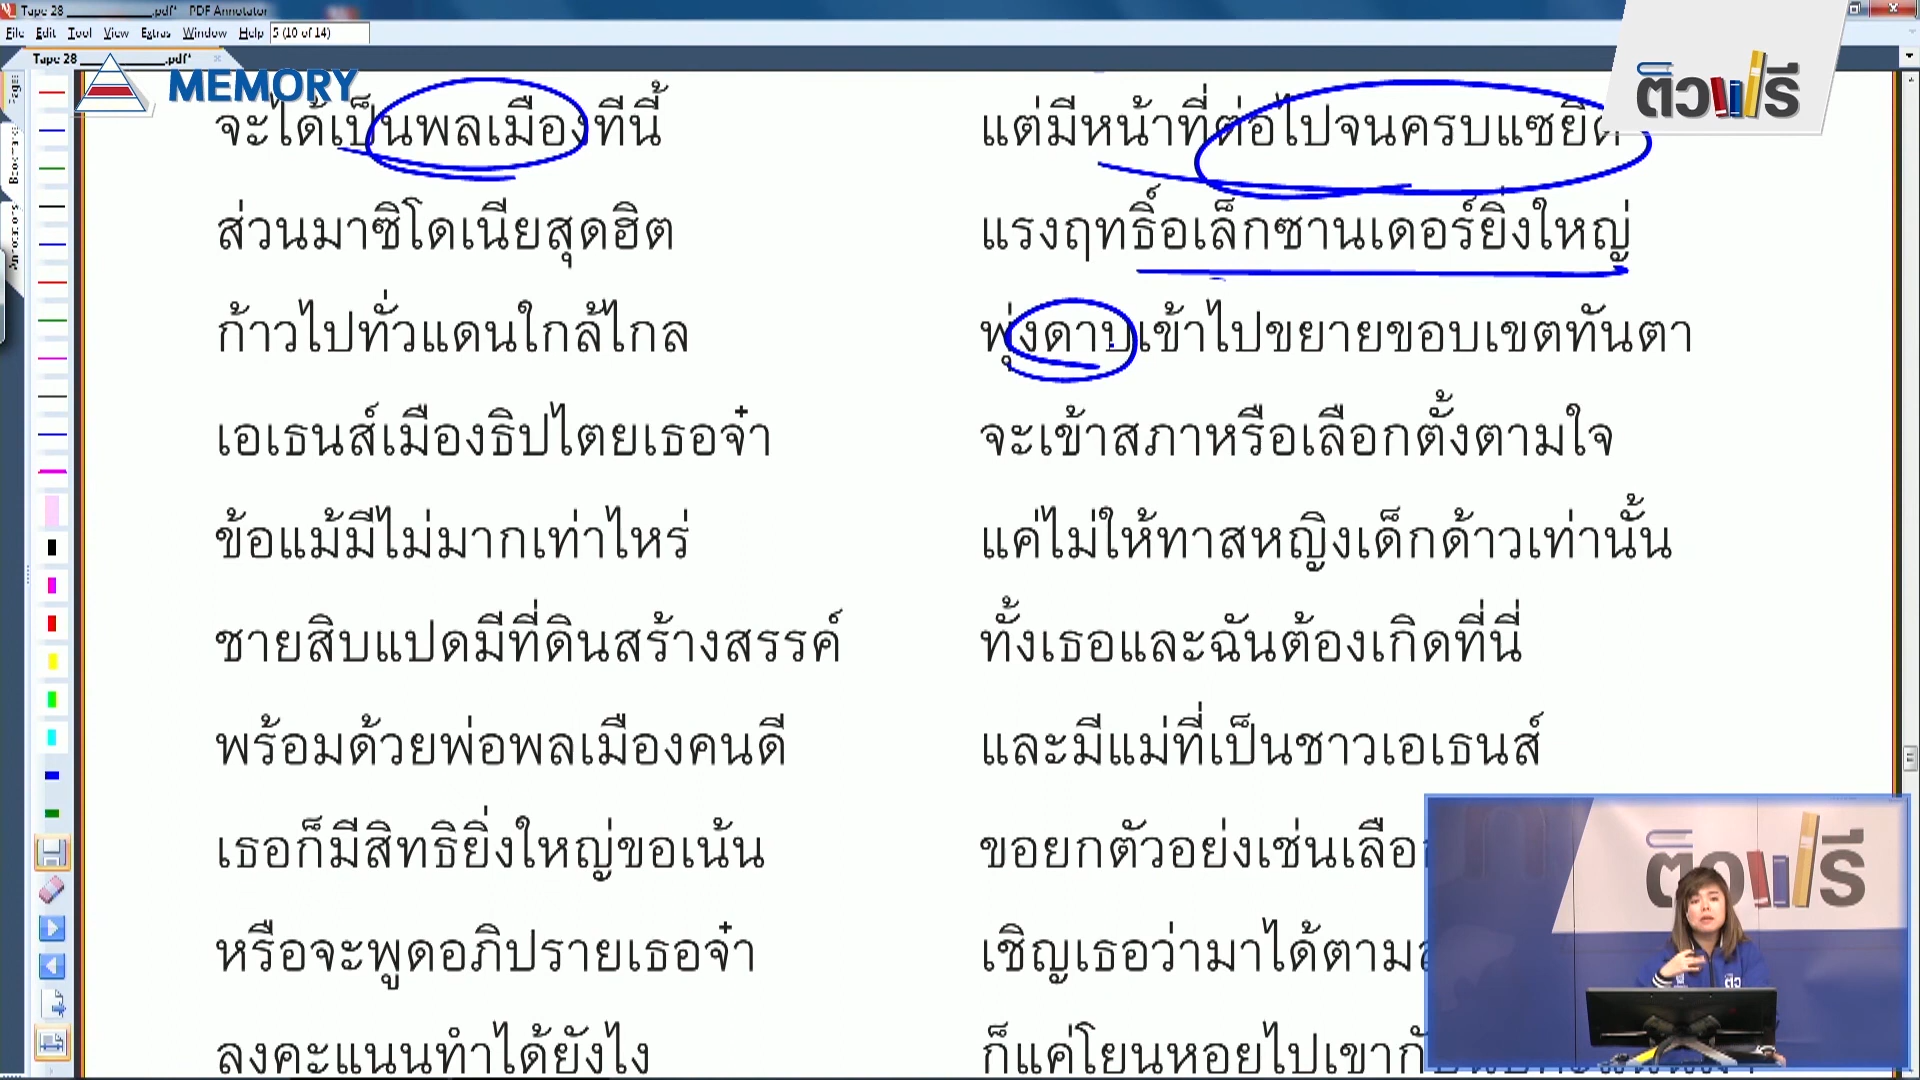 Tape 28 ____________.pdf* - PDF Annotator
File Edit Tool View Extras Window Help 5 (10 of 14)
Tape 28 ____________.pdf*
MEMORY
ติวฟรี
จะได้เป็นพลเมืองทีนี้ แต่มีหน้าที่ต่อไปจนครบแซยิด
ส่วนมาซิโดเนียสุดฮิต แรงฤทธิ์อเล็กซานเดอร์ยิ่งใหญ่
ก้าวไปทั่วแดนใกล้ไกล พุ่งดาบเข้าไปขยายขอบเขตทันตา
เอเธนส์เมืองธิปไตยเธอจ๋า จะเข้าสภาหรือเลือกตั้งตามใจ
ข้อแม้มีไม่มากเท่าไหร่ แค่ไม่ให้ทาสหญิงเด็กด้าวเท่านั้น
ชายสิบแปดมีที่ดินสร้างสรรค์ ทั้งเธอและฉันต้องเกิดที่นี่
พร้อมด้วยพ่อพลเมืองคนดี และมีแม่ที่เป็นชาวเอเธนส์
เธอก็มีสิทธิยิ่งใหญ่ขอเน้น ขอยกตัวอย่งเช่นเลือ
หรือจะพูดอภิปรายเธอจ๋า เชิญเธอว่ามาได้ตาม
ลงคะแนนทำได้ยังไง ก็แค่โยนหอยไปเขา
ติวฟรี
ติว